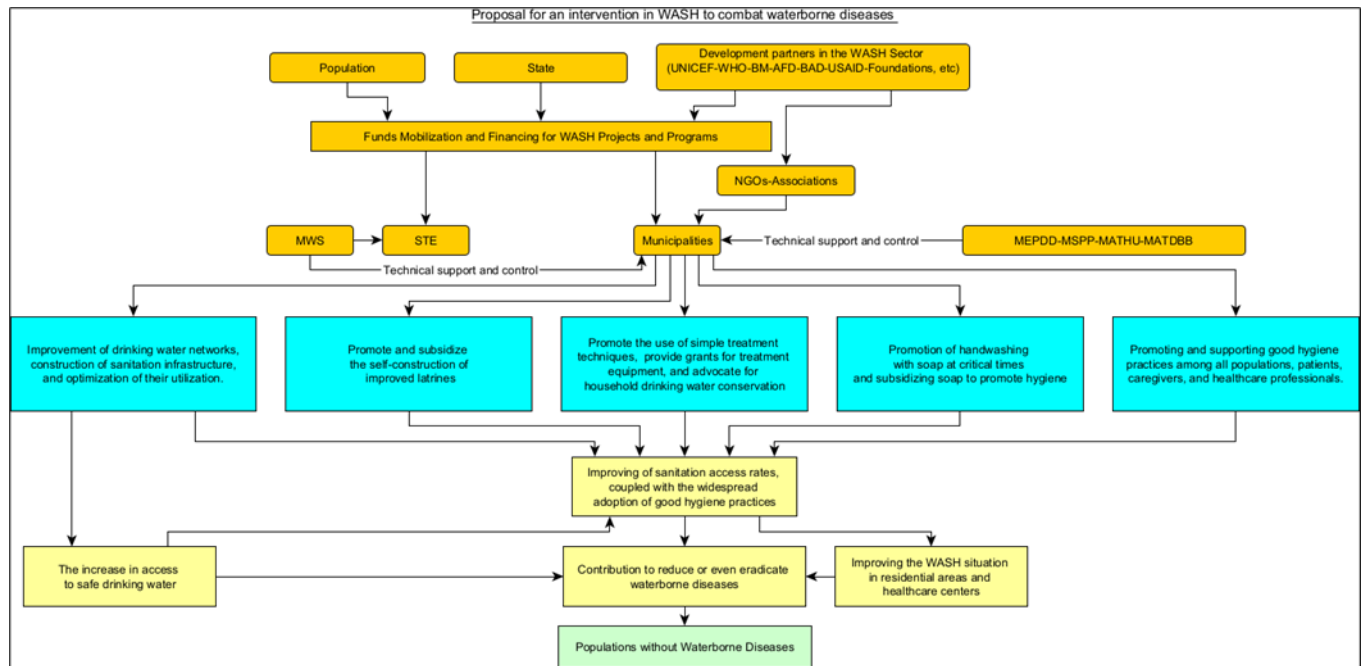 Proposal for an intervention in WASH to combat waterborne diseases
Population
State
Development partners in the WASH Sector
(UNICEF-WHO-BM-AFD-BAD-USAID-Foundations, etc)
Funds Mobilization and Financing for WASH Projects and Programs
NGOs-Associations
MWS
STE
Municipalities
Technical support and control
MEPDD-MSPP-MATHU-MATDBB
Technical support and control
Improvement of drinking water networks,
construction of sanitation infrastructure,
and optimization of their utilization.
Promote and subsidize
the self-construction of
improved latrines
Promote the use of simple treatment
techniques, provide grants for treatment
equipment, and advocate for
household drinking water conservation
Promotion of handwashing
with soap at critical times
and subsidizing soap to promote hygiene
Promoting and supporting good hygiene
practices among all populations, patients,
caregivers, and healthcare professionals.
Improving of sanitation access rates,
coupled with the widespread
adoption of good hygiene practices
The increase in access
to safe drinking water
Contribution to reduce or even eradicate
waterborne diseases
Improving the WASH situation
in residential areas and
healthcare centers
Populations without Waterborne Diseases